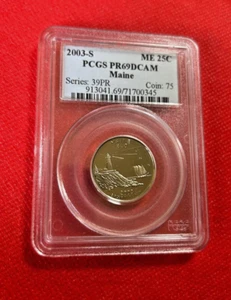 2003-S ME 25C
PCGS PR69DCAM
Maine
Series: 39PR Coin: 75
913041.69/71700345